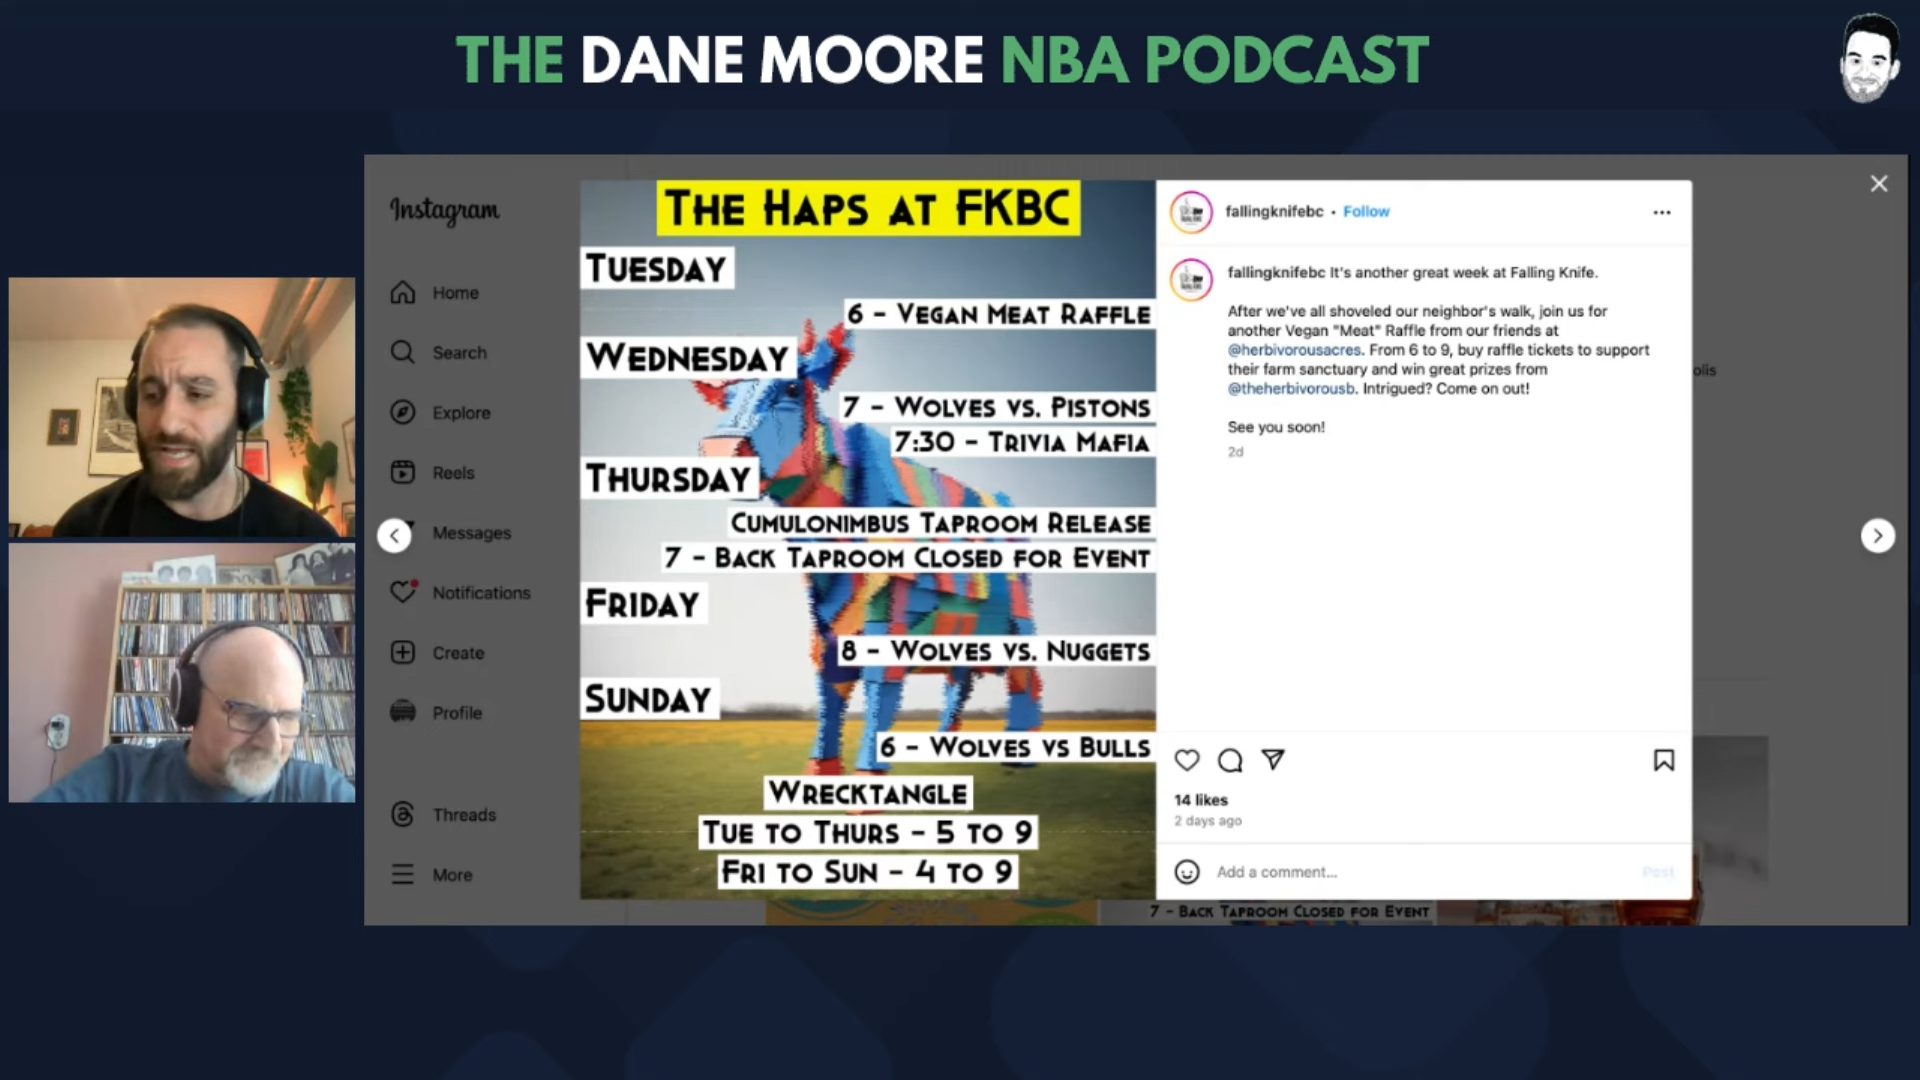 THE DANE MOORE NBA PODCAST
Instagram
Home
Search
Explore
Reels
Messages
Notifications
Create
Profile
Threads
More
THE HAPS AT FKBC
TUESDAY
6 - VEGAN MEAT RAFFLE
WEDNESDAY
7 - WOLVES VS. PISTONS
7:30 - TRIVIA MAFIA
THURSDAY
CUMULONIMBUS TAPROOM RELEASE
7 - BACK TAPROOM CLOSED FOR EVENT
FRIDAY
8 - WOLVES VS. NUGGETS
SUNDAY
6 - WOLVES VS BULLS
WRECKTANGLE
TUE TO THURS - 5 TO 9
FRI TO SUN - 4 TO 9
fallingknifebc • Follow
fallingknifebc It's another great week at Falling Knife.
After we've all shoveled our neighbor's walk, join us for
another Vegan "Meat" Raffle from our friends at
@herbivorousacres. From 6 to 9, buy raffle tickets to support
their farm sanctuary and win great prizes from
@theherbivorousb. Intrigued? Come on out!
See you soon!
2d
14 likes
2 days ago
Add a comment...
Post
olis
7 - BACK TAPROOM CLOSED FOR EVENT